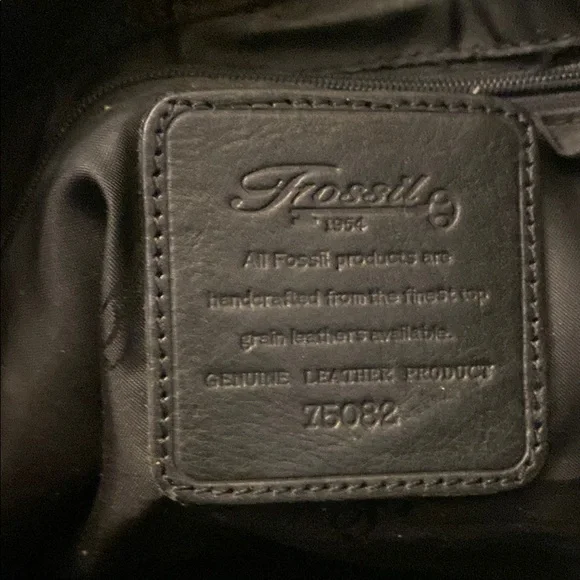 Fossil
1954
All Fossil products are
handcrafted from the finest top
grain leathers available.
GENUINE LEATHER PRODUCT
75082